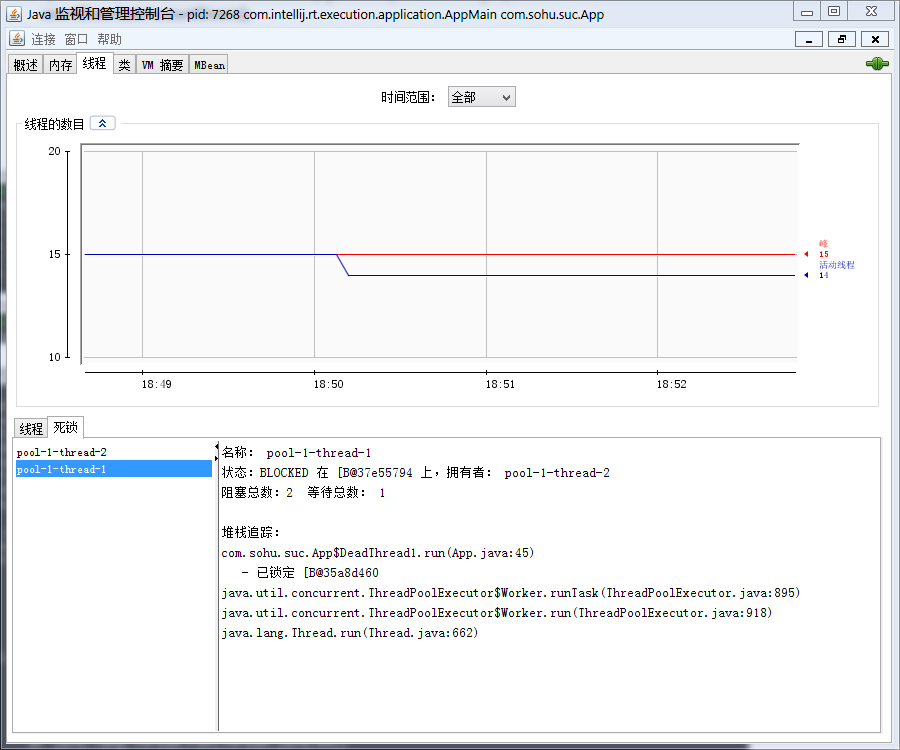 Java 监视和管理控制台 - pid: 7268 com.intellij.rt.execution.application.AppMain com.sohu.suc.App
连接 窗口 帮助
概述 内存 线程 类 VM 摘要 MBean
时间范围: 全部
线程的数目
20
15
10
峰
15
活动线程
14
18:49 18:50 18:51 18:52
线程 死锁
pool-1-thread-2
pool-1-thread-1
名称: pool-1-thread-1
状态: BLOCKED 在 [B@37e55794 上，拥有者: pool-1-thread-2
阻塞总数: 2 等待总数: 1
堆栈追踪:
com.sohu.suc.App$DeadThread1.run(App.java:45)
- 已锁定 [B@35a8d460
java.util.concurrent.ThreadPoolExecutor$Worker.runTask(ThreadPoolExecutor.java:895)
java.util.concurrent.ThreadPoolExecutor$Worker.run(ThreadPoolExecutor.java:918)
java.lang.Thread.run(Thread.java:662)